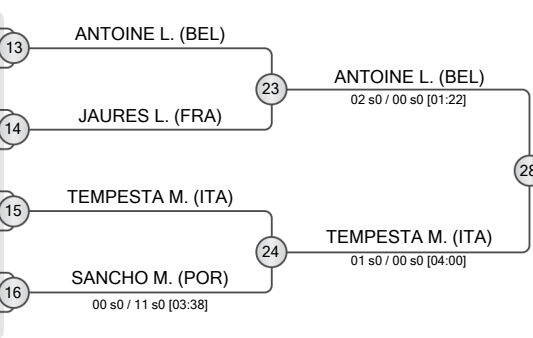 13
ANTOINE L. (BEL)
23
ANTOINE L. (BEL)
02 s0 / 00 s0 [01:22]
14
JAURES L. (FRA)
28
15
TEMPESTA M. (ITA)
24
TEMPESTA M. (ITA)
01 s0 / 00 s0 [04:00]
16
SANCHO M. (POR)
00 s0 / 11 s0 [03:38]